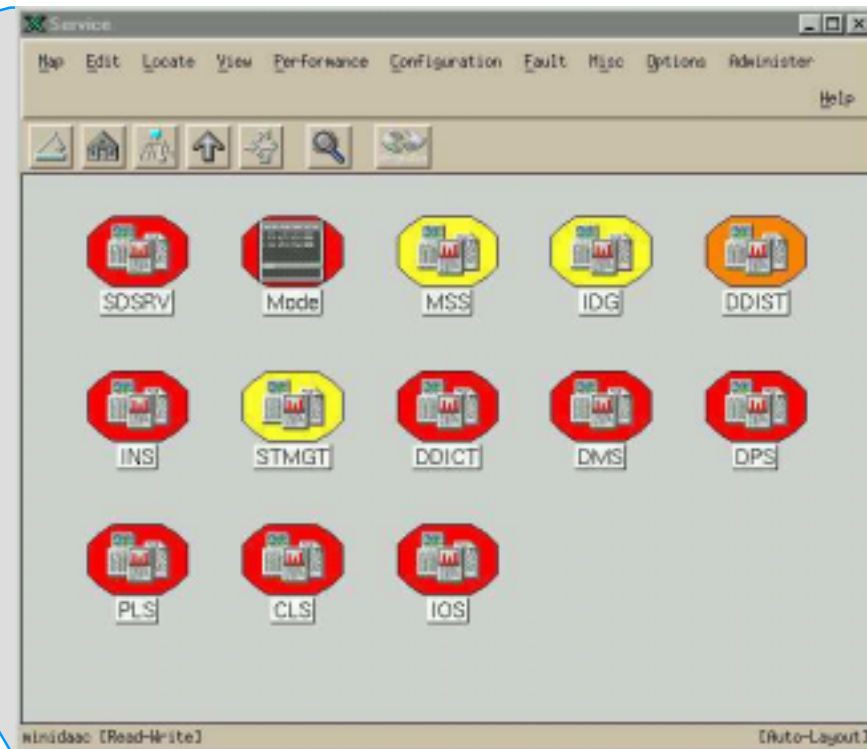 Service
Map Edit Locate View Performance Configuration Fault Misc Options Administer
Help
SDSRV Mode MSS IDG DDIST
INS STMGT DDICT DMS DPS
PLS CLS IOS
minidaac [Read-Write] [Auto-Layout]